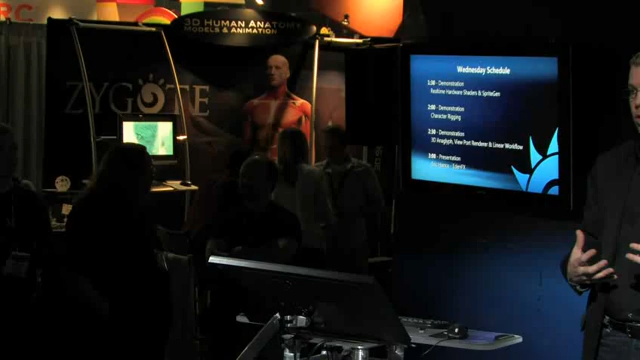 RC
3D HUMAN ANATOMY
MODELS & ANIMATION
ZYGOTE
Wednesday Schedule
1:30 - Demonstration
Realtime Hardware Shaders & SpriteGen
2:00 - Demonstration
Character Rigging
2:30 - Demonstration
3D Anaglyph, View Port Renderer & Linear Workflow
3:00 - Presentation